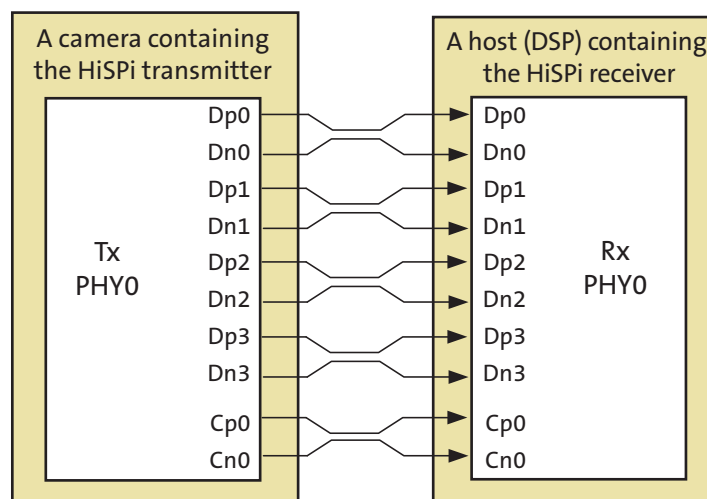 A camera containing
the HiSPi transmitter
Dp0
Dn0
Dp1
Dn1
Tx
PHY0
Dp2
Dn2
Dp3
Dn3
Cp0
Cn0
A host (DSP) containing
the HiSPi receiver
Dp0
Dn0
Dp1
Dn1
Rx
PHY0
Dp2
Dn2
Dp3
Dn3
Cp0
Cn0